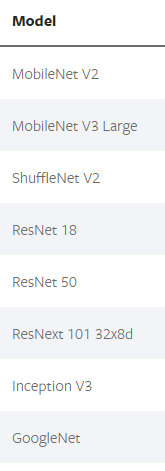 Model
MobileNet V2
MobileNet V3 Large
ShuffleNet V2
ResNet 18
ResNet 50
ResNext 101 32x8d
Inception V3
GoogleNet